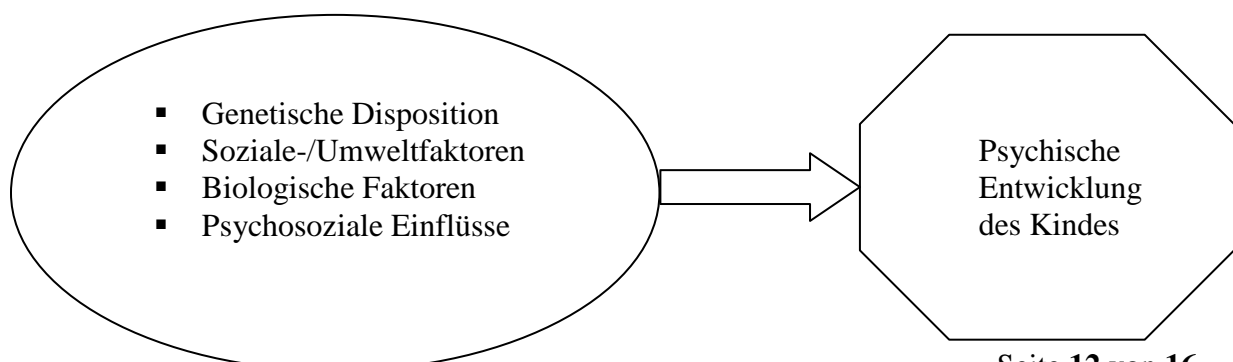 ▪ Genetische Disposition
▪ Soziale-/Umweltfaktoren
▪ Biologische Faktoren
▪ Psychosoziale Einflüsse
Psychische
Entwicklung
des Kindes
Seite 12 von 16